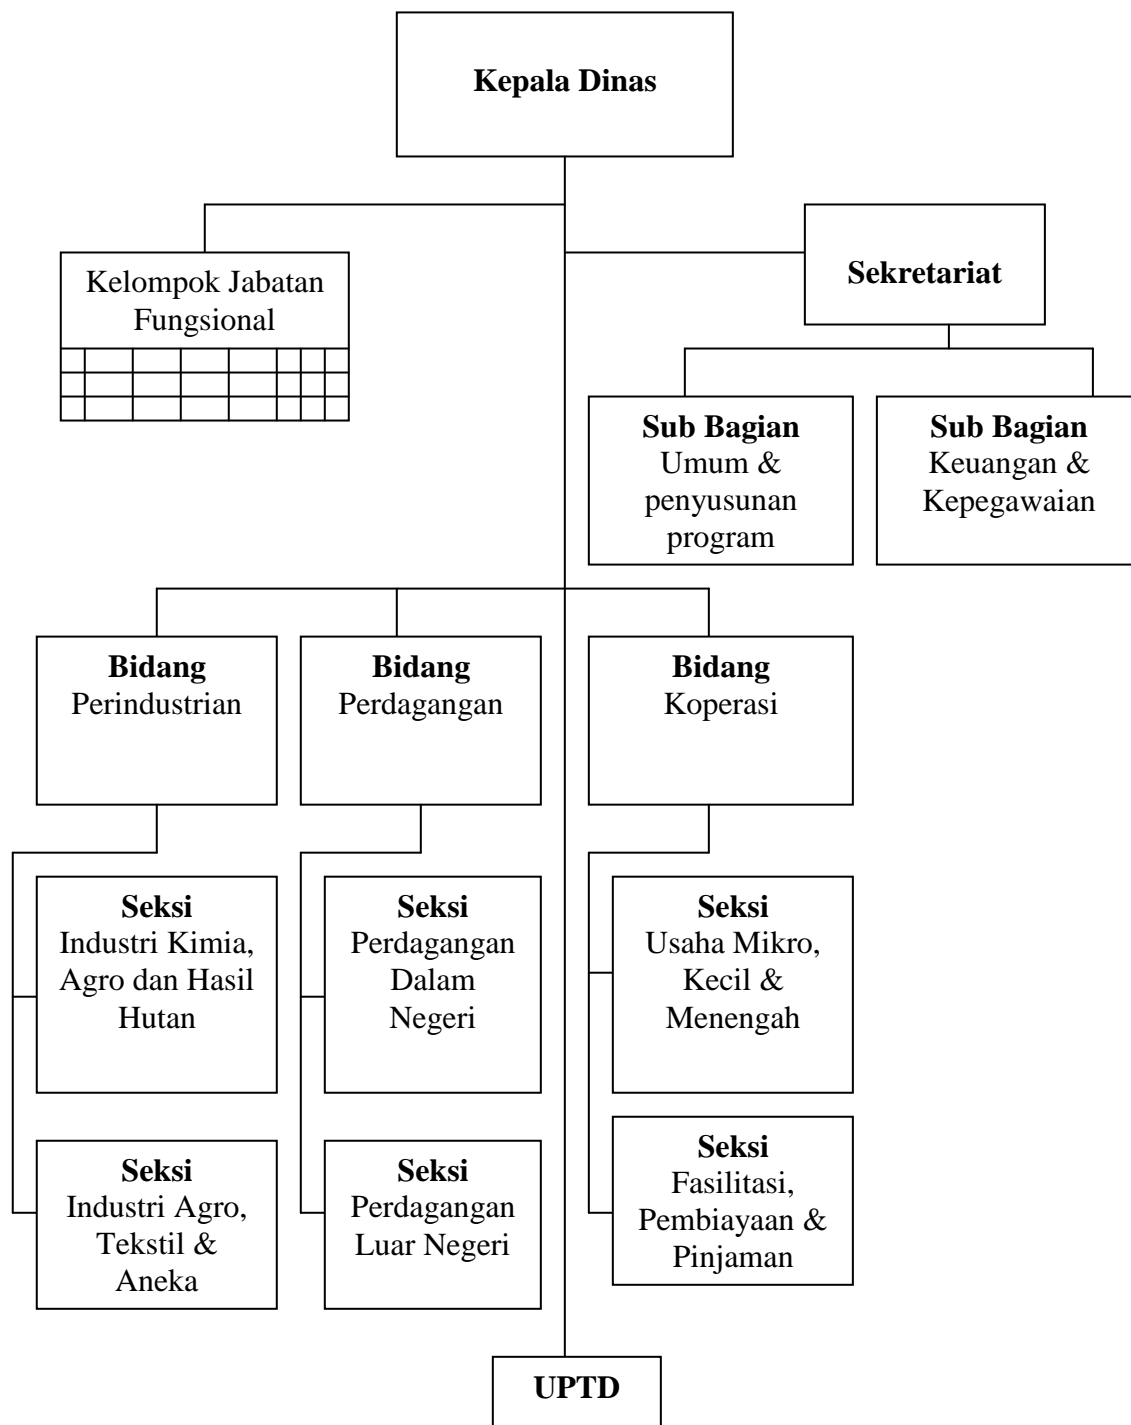 Kepala Dinas
Kelompok Jabatan
Fungsional
Sekretariat
Sub Bagian
Umum &
penyusunan
program
Sub Bagian
Keuangan &
Kepegawaian
Bidang
Perindustrian
Bidang
Perdagangan
Bidang
Koperasi
Seksi
Industri Kimia,
Agro dan Hasil
Hutan
Seksi
Perdagangan
Dalam
Negeri
Seksi
Usaha Mikro,
Kecil &
Menengah
Seksi
Industri Agro,
Tekstil &
Aneka
Seksi
Perdagangan
Luar Negeri
Seksi
Fasilitasi,
Pembiayaan &
Pinjaman
UPTD